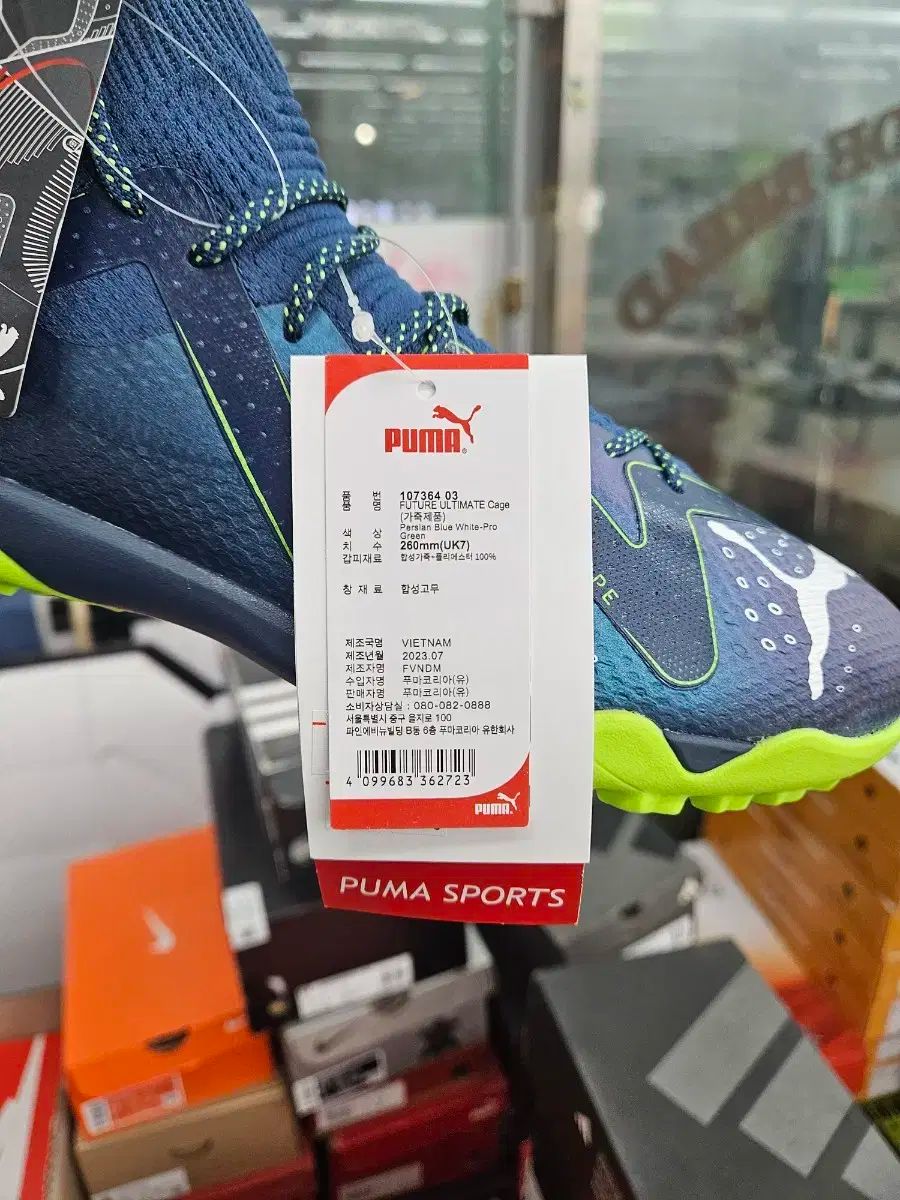 PUMA
품 번 107364 03
품 명 FUTURE ULTIMATE Cage
(가죽제품)
색 상 Persian Blue White-Pro
Green
치 수 260mm(UK7)
갑피재료 합성가죽+폴리에스터 100%
창 재 료 합성고무
제조국명 VIETNAM
제조년월 2023.07
제조자명 FVNDM
수입자명 푸마코리아(유)
판매자명 푸마코리아(유)
소비자상담실 : 080-082-0888
서울특별시 중구 을지로 100
파인에비뉴빌딩 B동 6층 푸마코리아 유한회사
4 099683 362723
PUMA
PUMA SPORTS